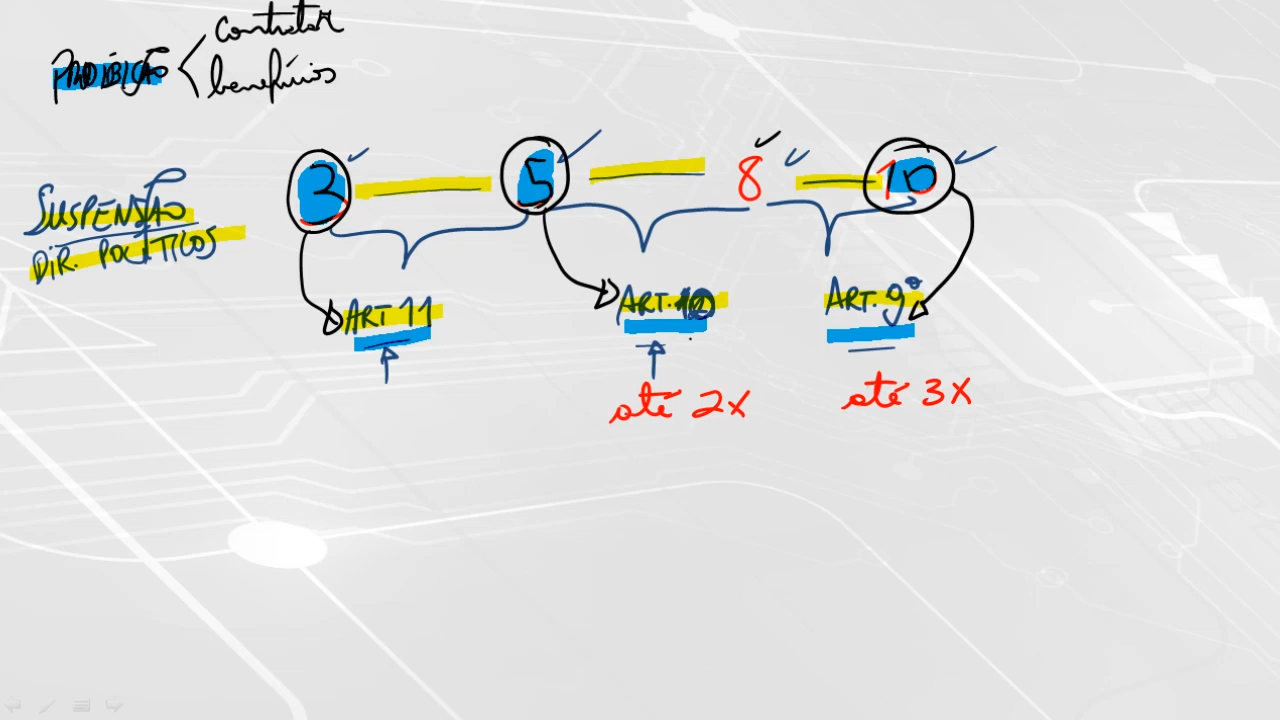 contratar
PROIBIÇÃO
benefícios
3 5 8 10
SUSPENSÃO
DIR. POLÍTICOS
ART 11 ART. 10 ART. 9º
até 2x até 3x